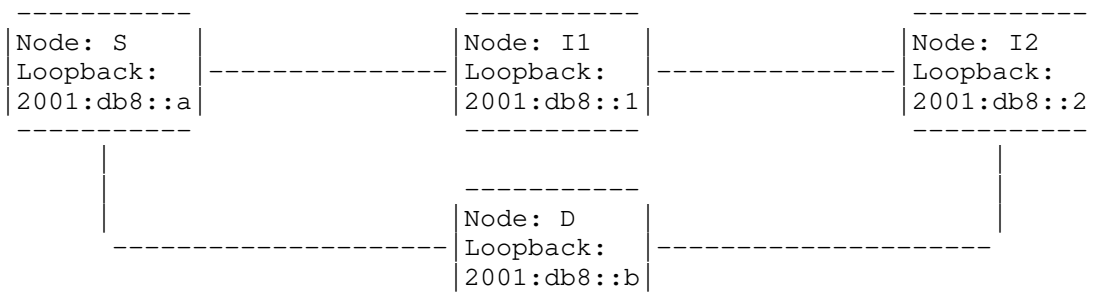 Node: S Node: I1 Node: I2
Loopback: Loopback: Loopback:
2001:db8::a 2001:db8::1 2001:db8::2
Node: D
Loopback:
2001:db8::b